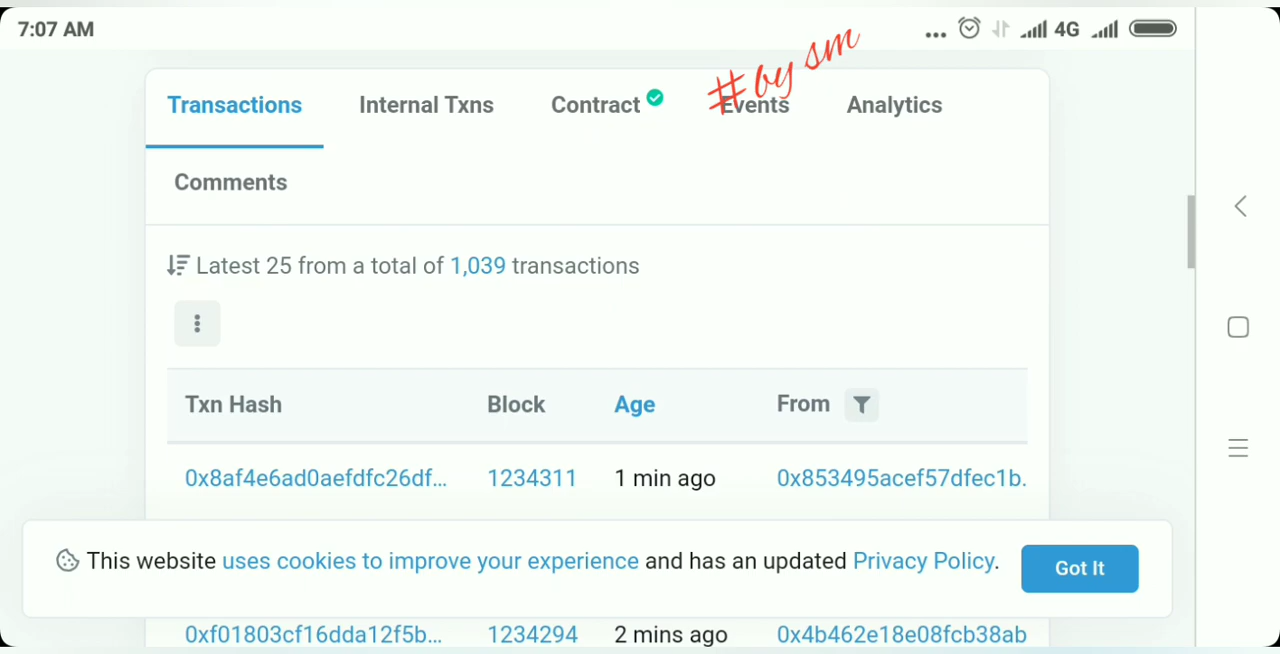 7:07 AM
4G
#by sm
Transactions Internal Txns Contract Events Analytics
Comments
Latest 25 from a total of 1,039 transactions
Txn Hash Block Age From
0x8af4e6ad0aefdfc26df... 1234311 1 min ago 0x853495acef57dfec1b.
This website uses cookies to improve your experience and has an updated Privacy Policy. Got It
0xf01803cf16dda12f5b... 1234294 2 mins ago 0x4b462e18e08fcb38ab